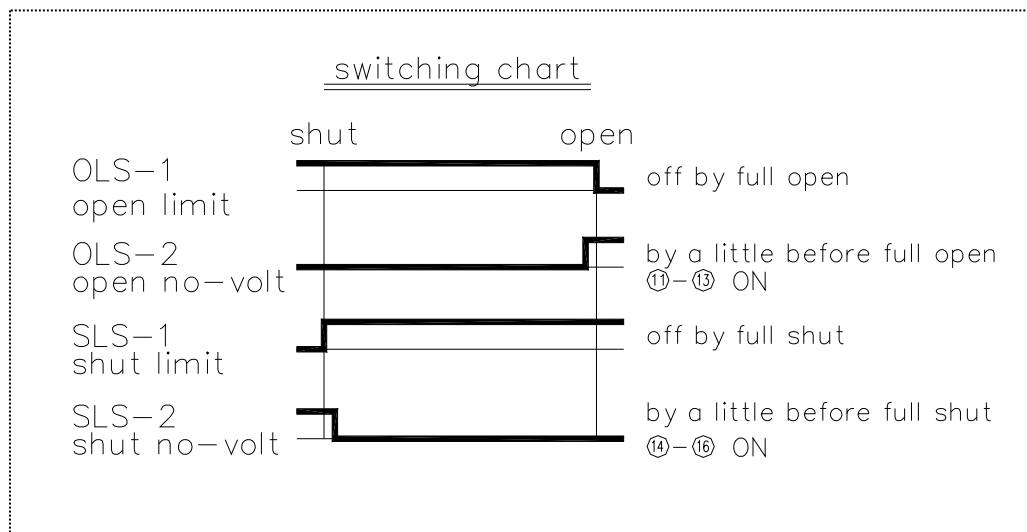 switching chart
shut open
OLS-1
open limit
off by full open
OLS-2
open no-volt
by a little before full open
⑪-⑬ ON
SLS-1
shut limit
off by full shut
SLS-2
shut no-volt
by a little before full shut
⑭-⑯ ON